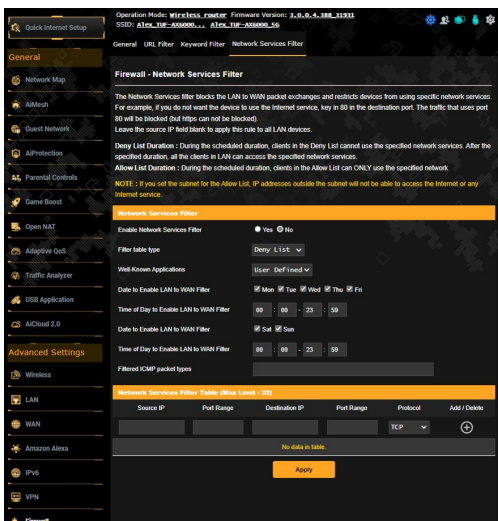 Quick Internet Setup
Operation Mode: Wireless router Firmware Version: 3.0.0.4.388_31931
SSID: Alex_TUF-AX6000... Alex_TUF-AX6000_5G
General URL Filter Keyword Filter Network Services Filter
General
Network Map
AiMesh
Guest Network
AiProtection
Parental Controls
Game Boost
Open NAT
Adaptive QoS
Traffic Analyzer
USB Application
AiCloud 2.0
Advanced Settings
Wireless
LAN
WAN
Amazon Alexa
IPv6
VPN
Firewall
Firewall - Network Services Filter
The Network Services filter blocks the LAN to WAN packet exchanges and restricts devices from using specific network services.
For example, if you do not want the device to use the Internet service, key in 80 in the destination port. The traffic that uses port
80 will be blocked (but https can not be blocked).
Leave the source IP field blank to apply this rule to all LAN devices.
Deny List Duration : During the scheduled duration, clients in the Deny List cannot use the specified network services. After the
specified duration, all the clients in LAN can access the specified network services.
Allow List Duration : During the scheduled duration, clients in the Allow List can ONLY use the specified network
NOTE : If you set the subnet for the Allow List, IP addresses outside the subnet will not be able to access the Internet or any
Internet service.
Network Services Filter
Enable Network Services Filter Yes No
Filter table type Deny List
Well-Known Applications User Defined
Date to Enable LAN to WAN Filter Mon Tue Wed Thu Fri
Time of Day to Enable LAN to WAN Filter 00 : 00 - 23 : 59
Date to Enable LAN to WAN Filter Sat Sun
Time of Day to Enable LAN to WAN Filter 00 : 00 - 23 : 59
Filtered ICMP packet types
Network Services Filter Table (Max Limit : 32)
Source IP Port Range Destination IP Port Range Protocol Add / Delete
TCP
No data in table.
Apply